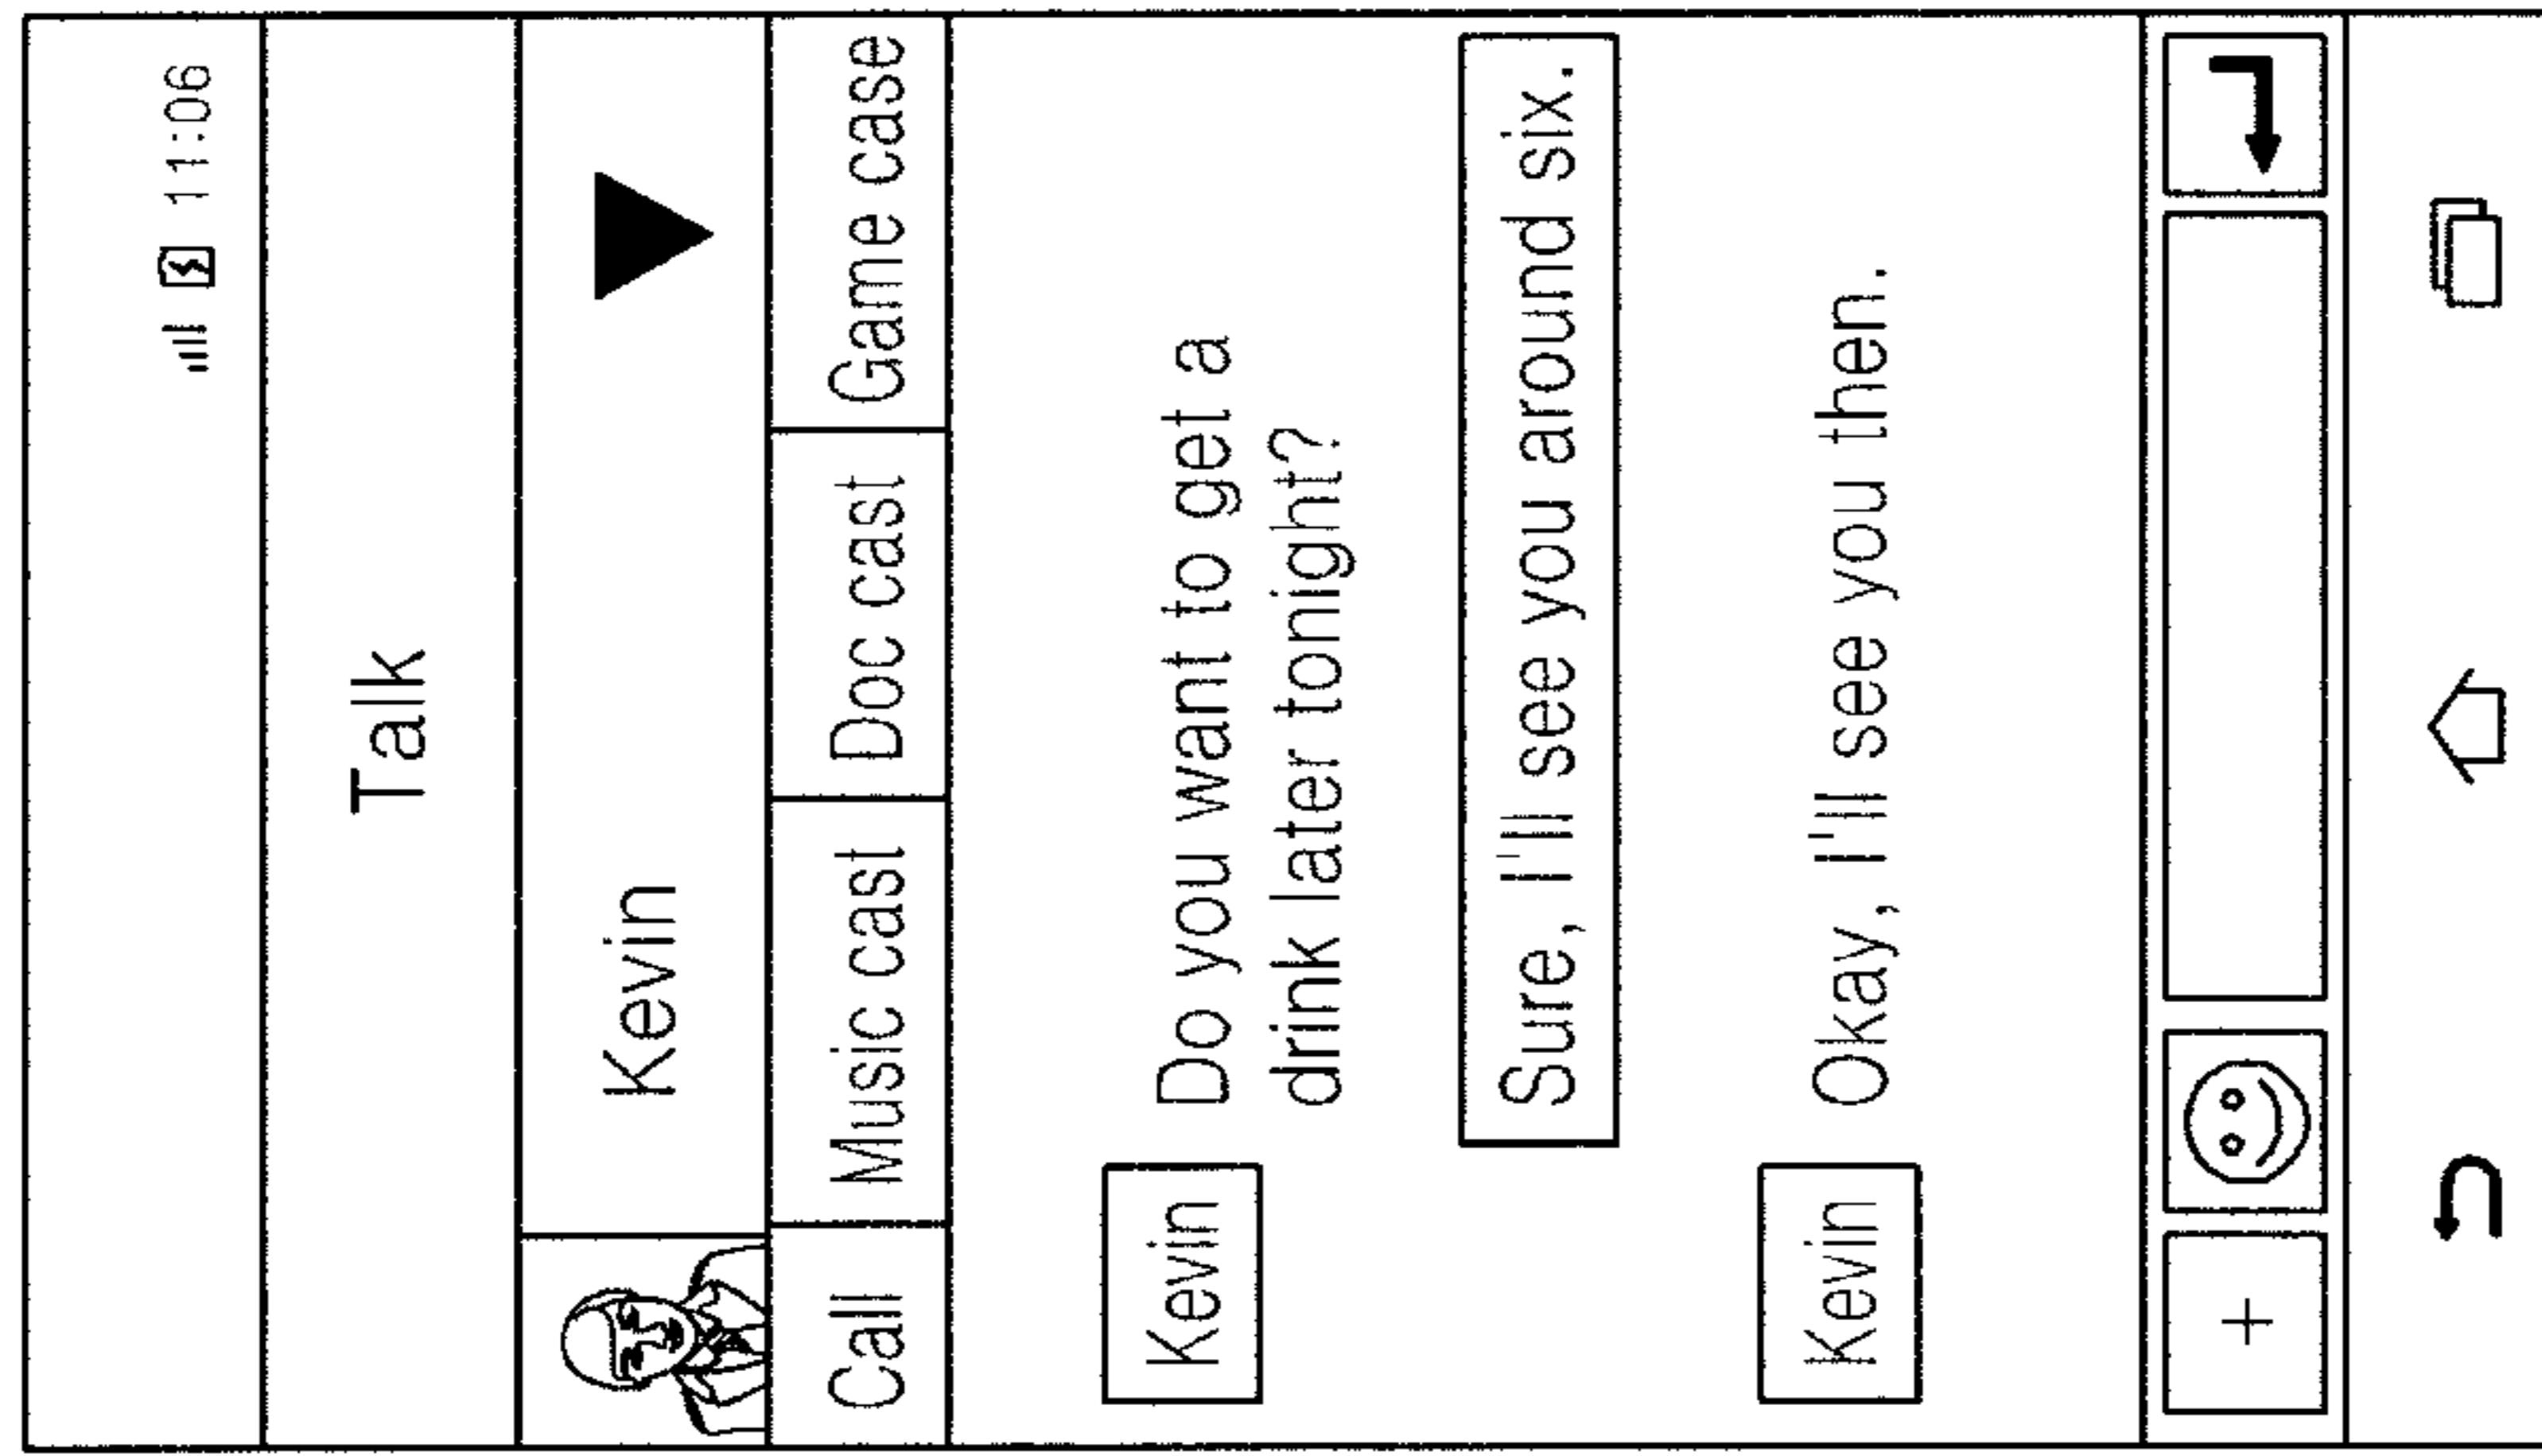 11:06
Talk
Kevin
Call Music cast Doc cast Game case
Kevin Do you want to get a
drink later tonight?
Sure, I'll see you around six.
Kevin Okay, I'll see you then.
+